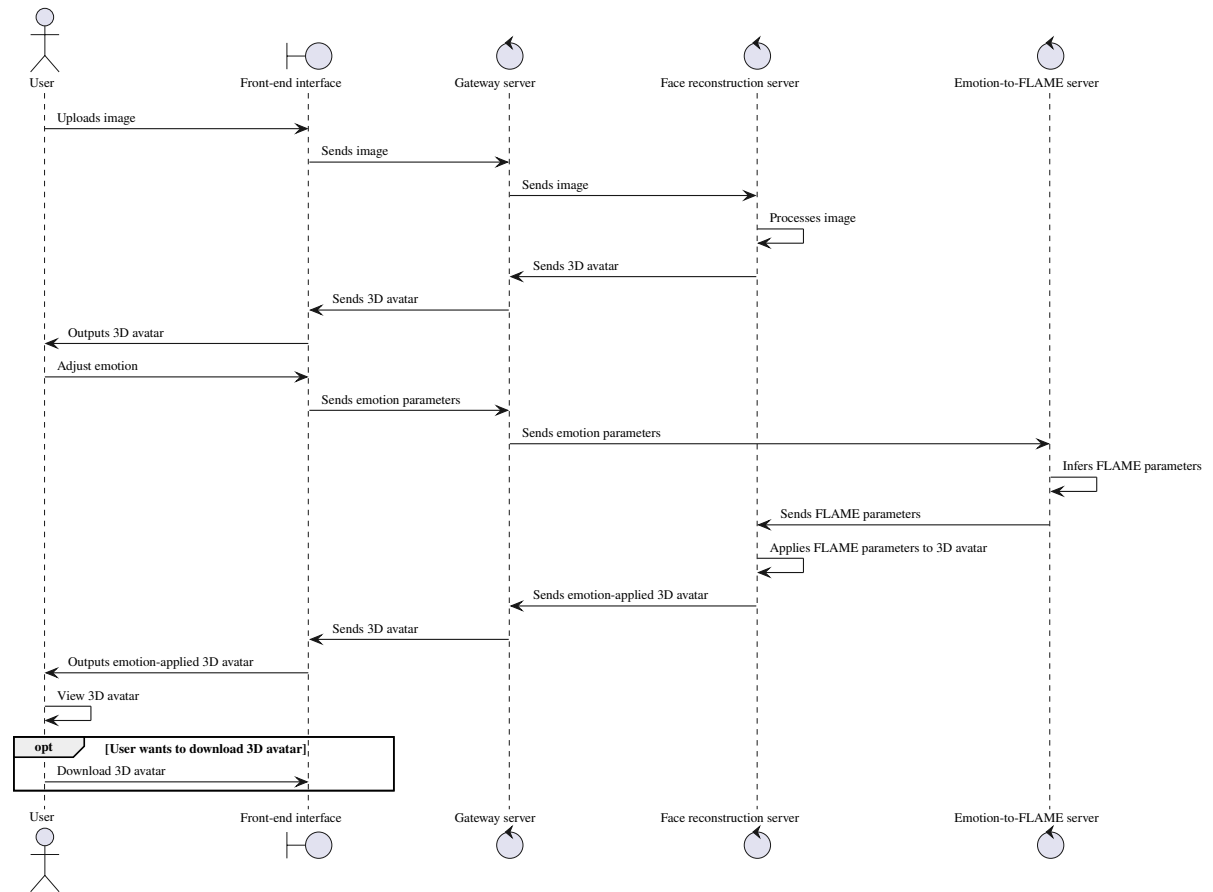 User
Front-end interface
Gateway server
Face reconstruction server
Emotion-to-FLAME server
Uploads image
Sends image
Sends image
Processes image
Sends 3D avatar
Sends 3D avatar
Outputs 3D avatar
Adjust emotion
Sends emotion parameters
Sends emotion parameters
Infers FLAME parameters
Sends FLAME parameters
Applies FLAME parameters to 3D avatar
Sends emotion-applied 3D avatar
Sends 3D avatar
Outputs emotion-applied 3D avatar
View 3D avatar
opt [User wants to download 3D avatar]
Download 3D avatar
User
Front-end interface
Gateway server
Face reconstruction server
Emotion-to-FLAME server